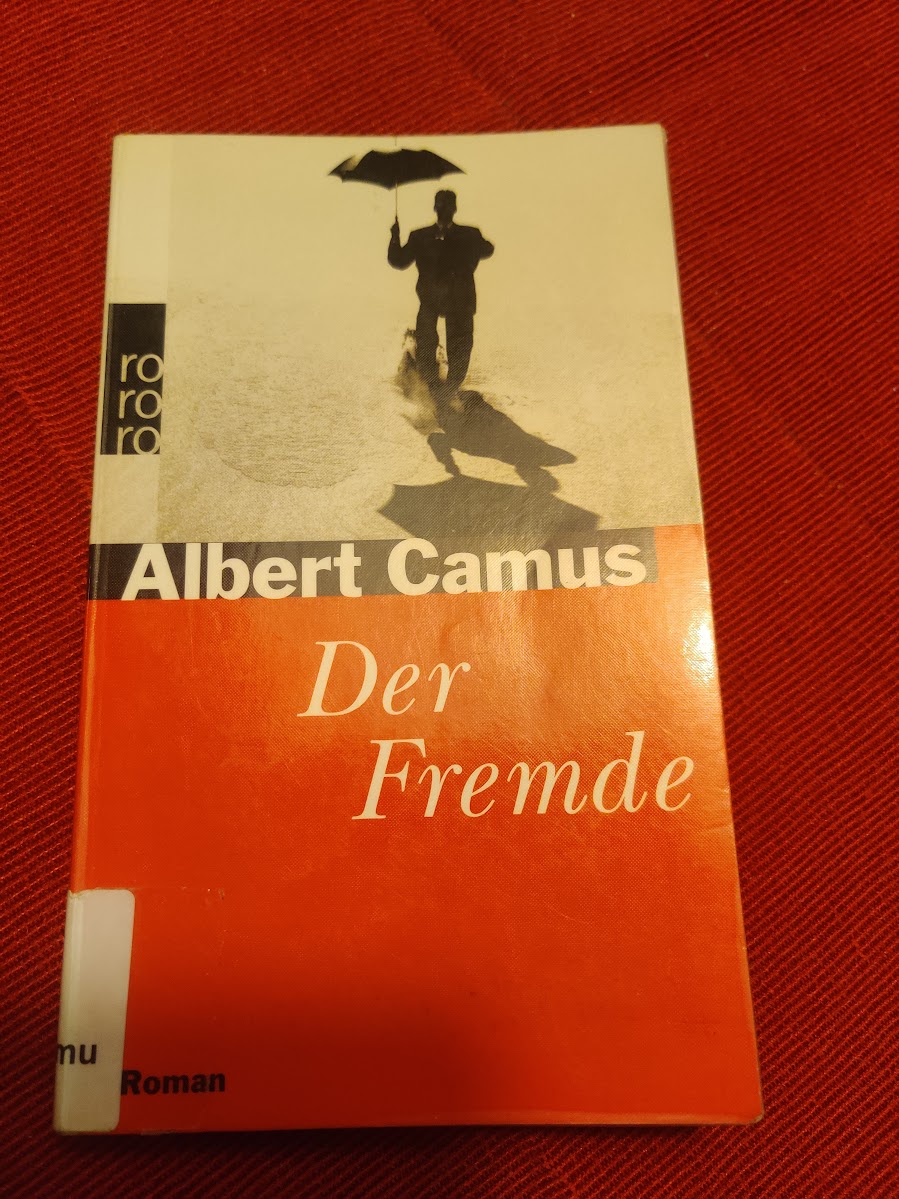 ro
ro
ro
Albert Camus
Der
Fremde
mu
Roman